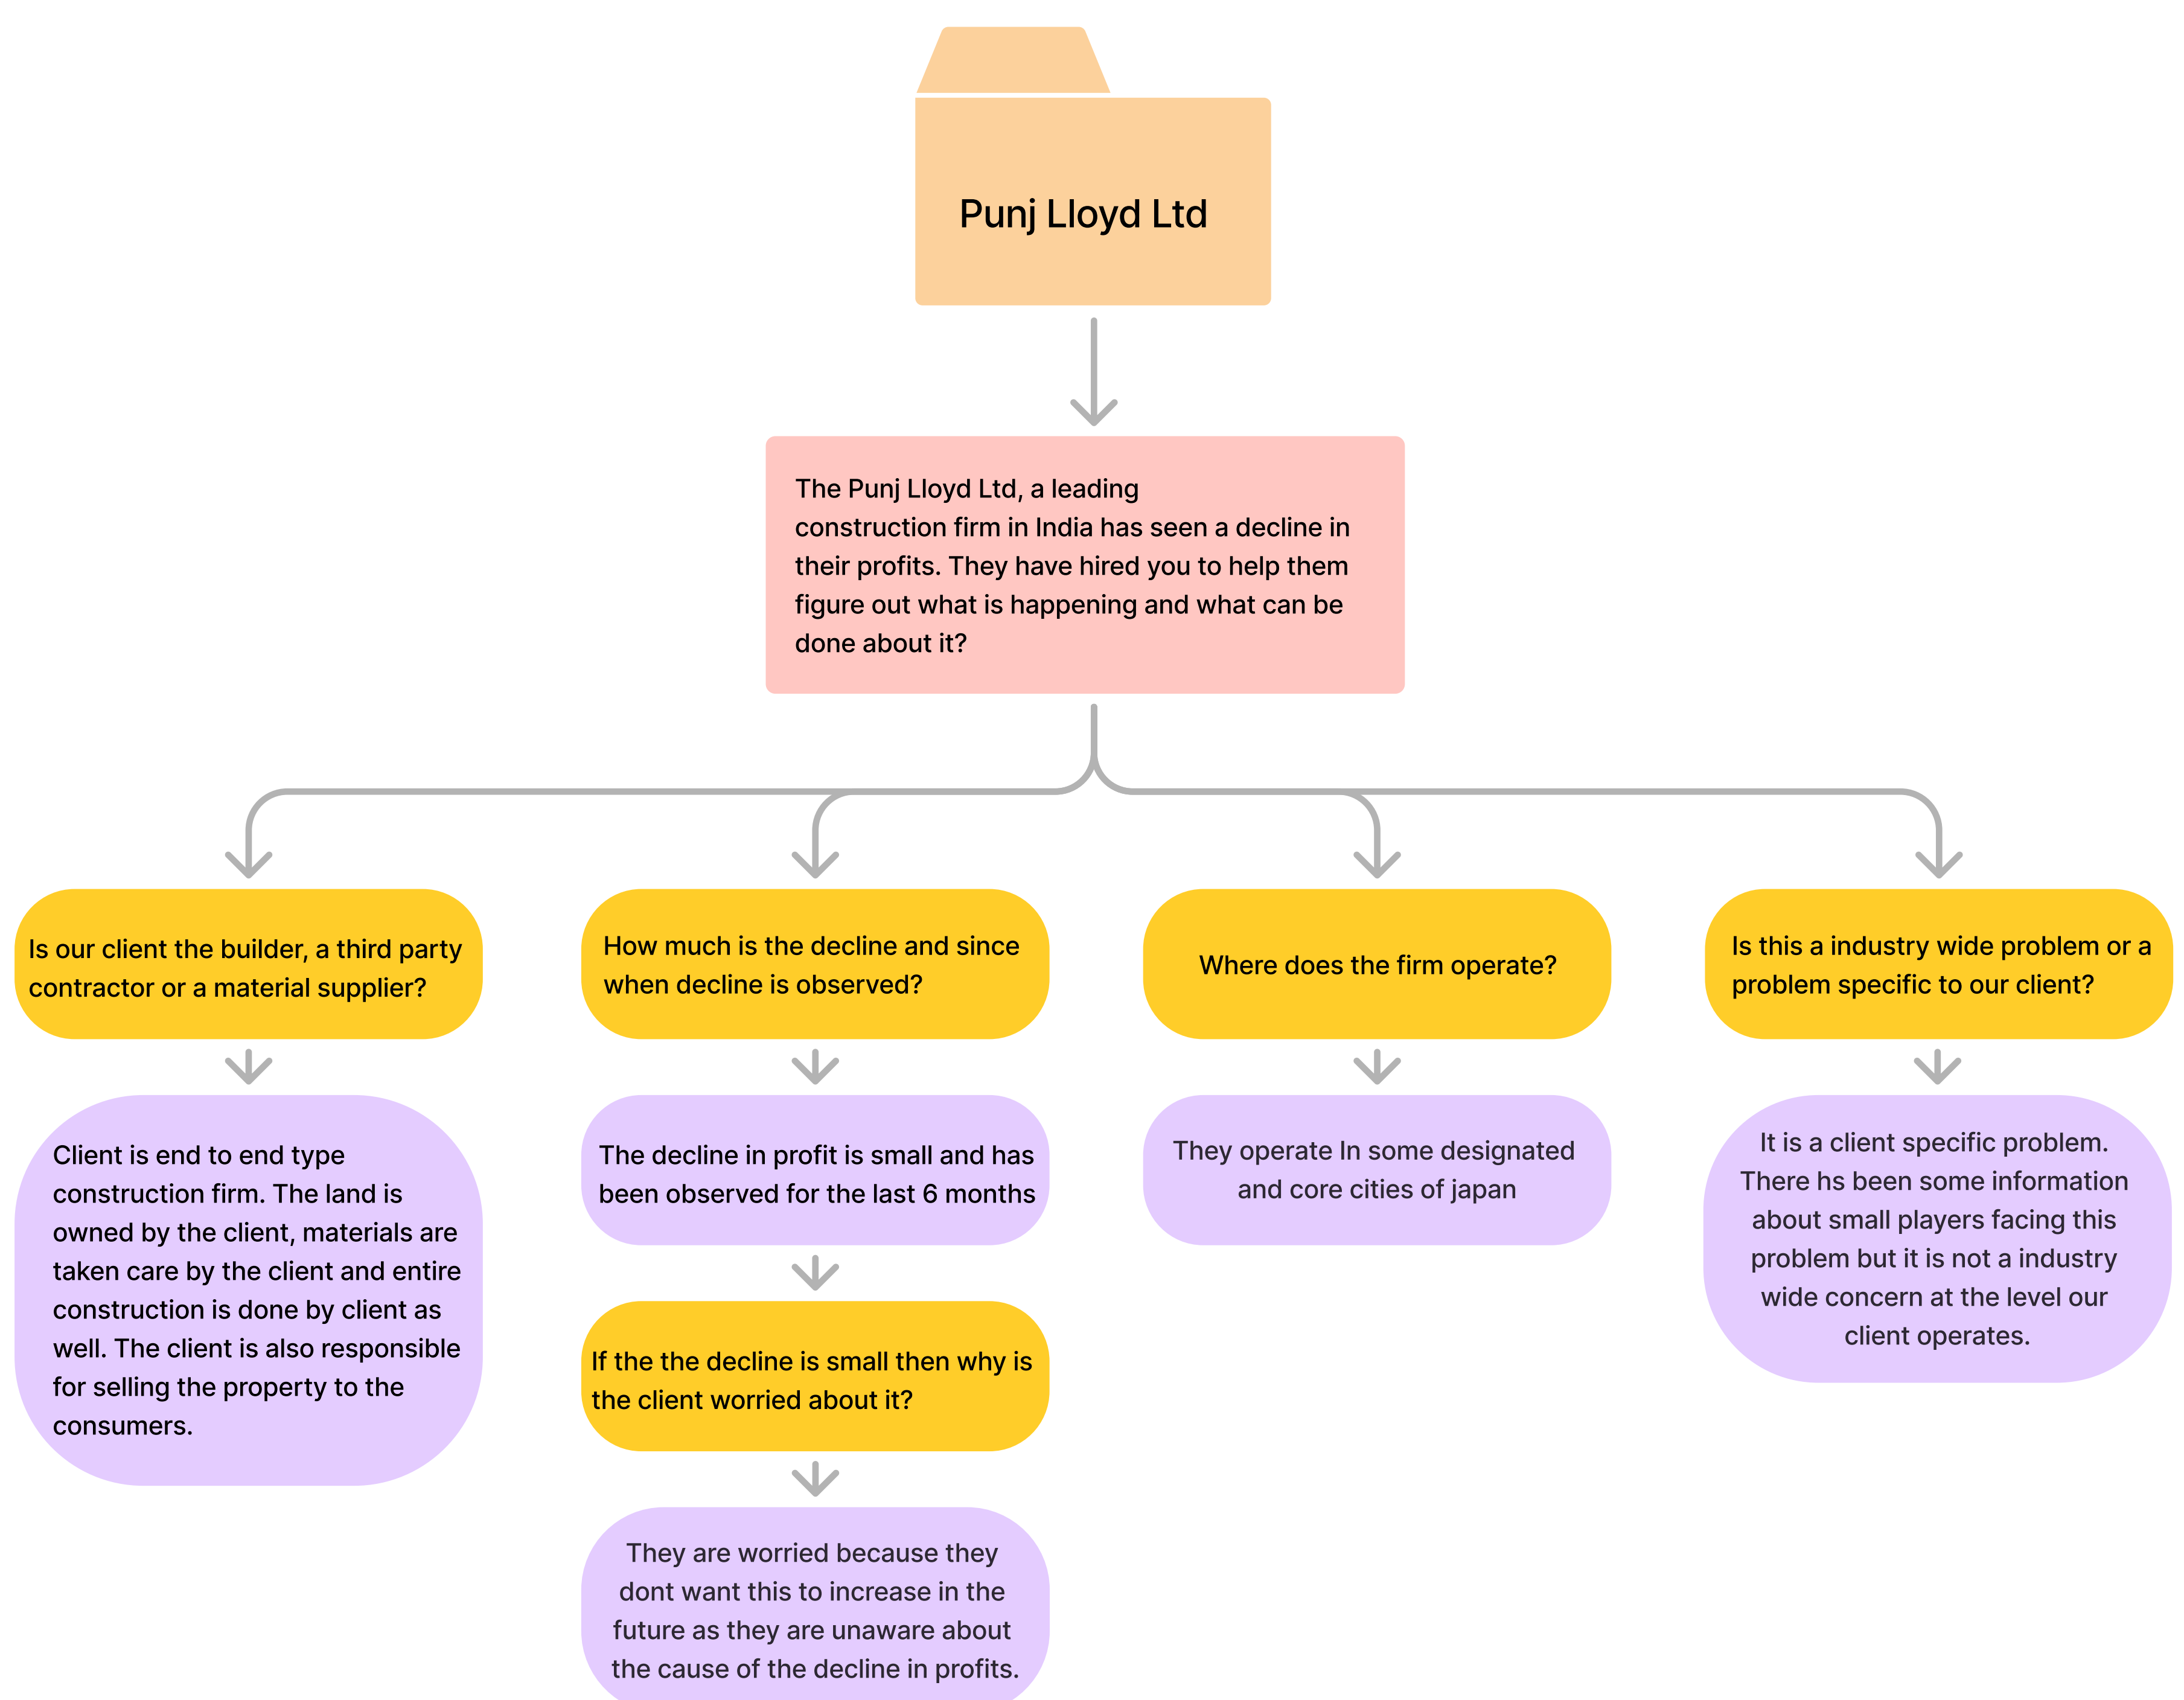 Punj Lloyd Ltd
The Punj Lloyd Ltd, a leading
construction firm in India has seen a decline in
their profits. They have hired you to help them
figure out what is happening and what can be
done about it?
Is our client the builder, a third party
contractor or a material supplier?
Client is end to end type
construction firm. The land is
owned by the client, materials are
taken care by the client and entire
construction is done by client as
well. The client is also responsible
for selling the property to the
consumers.
How much is the decline and since
when decline is observed?
The decline in profit is small and has
been observed for the last 6 months
If the the decline is small then why is
the client worried about it?
They are worried because they
dont want this to increase in the
future as they are unaware about
the cause of the decline in profits.
Where does the firm operate?
They operate In some designated
and core cities of japan
Is this a industry wide problem or a
problem specific to our client?
It is a client specific problem.
There hs been some information
about small players facing this
problem but it is not a industry
wide concern at the level our
client operates.